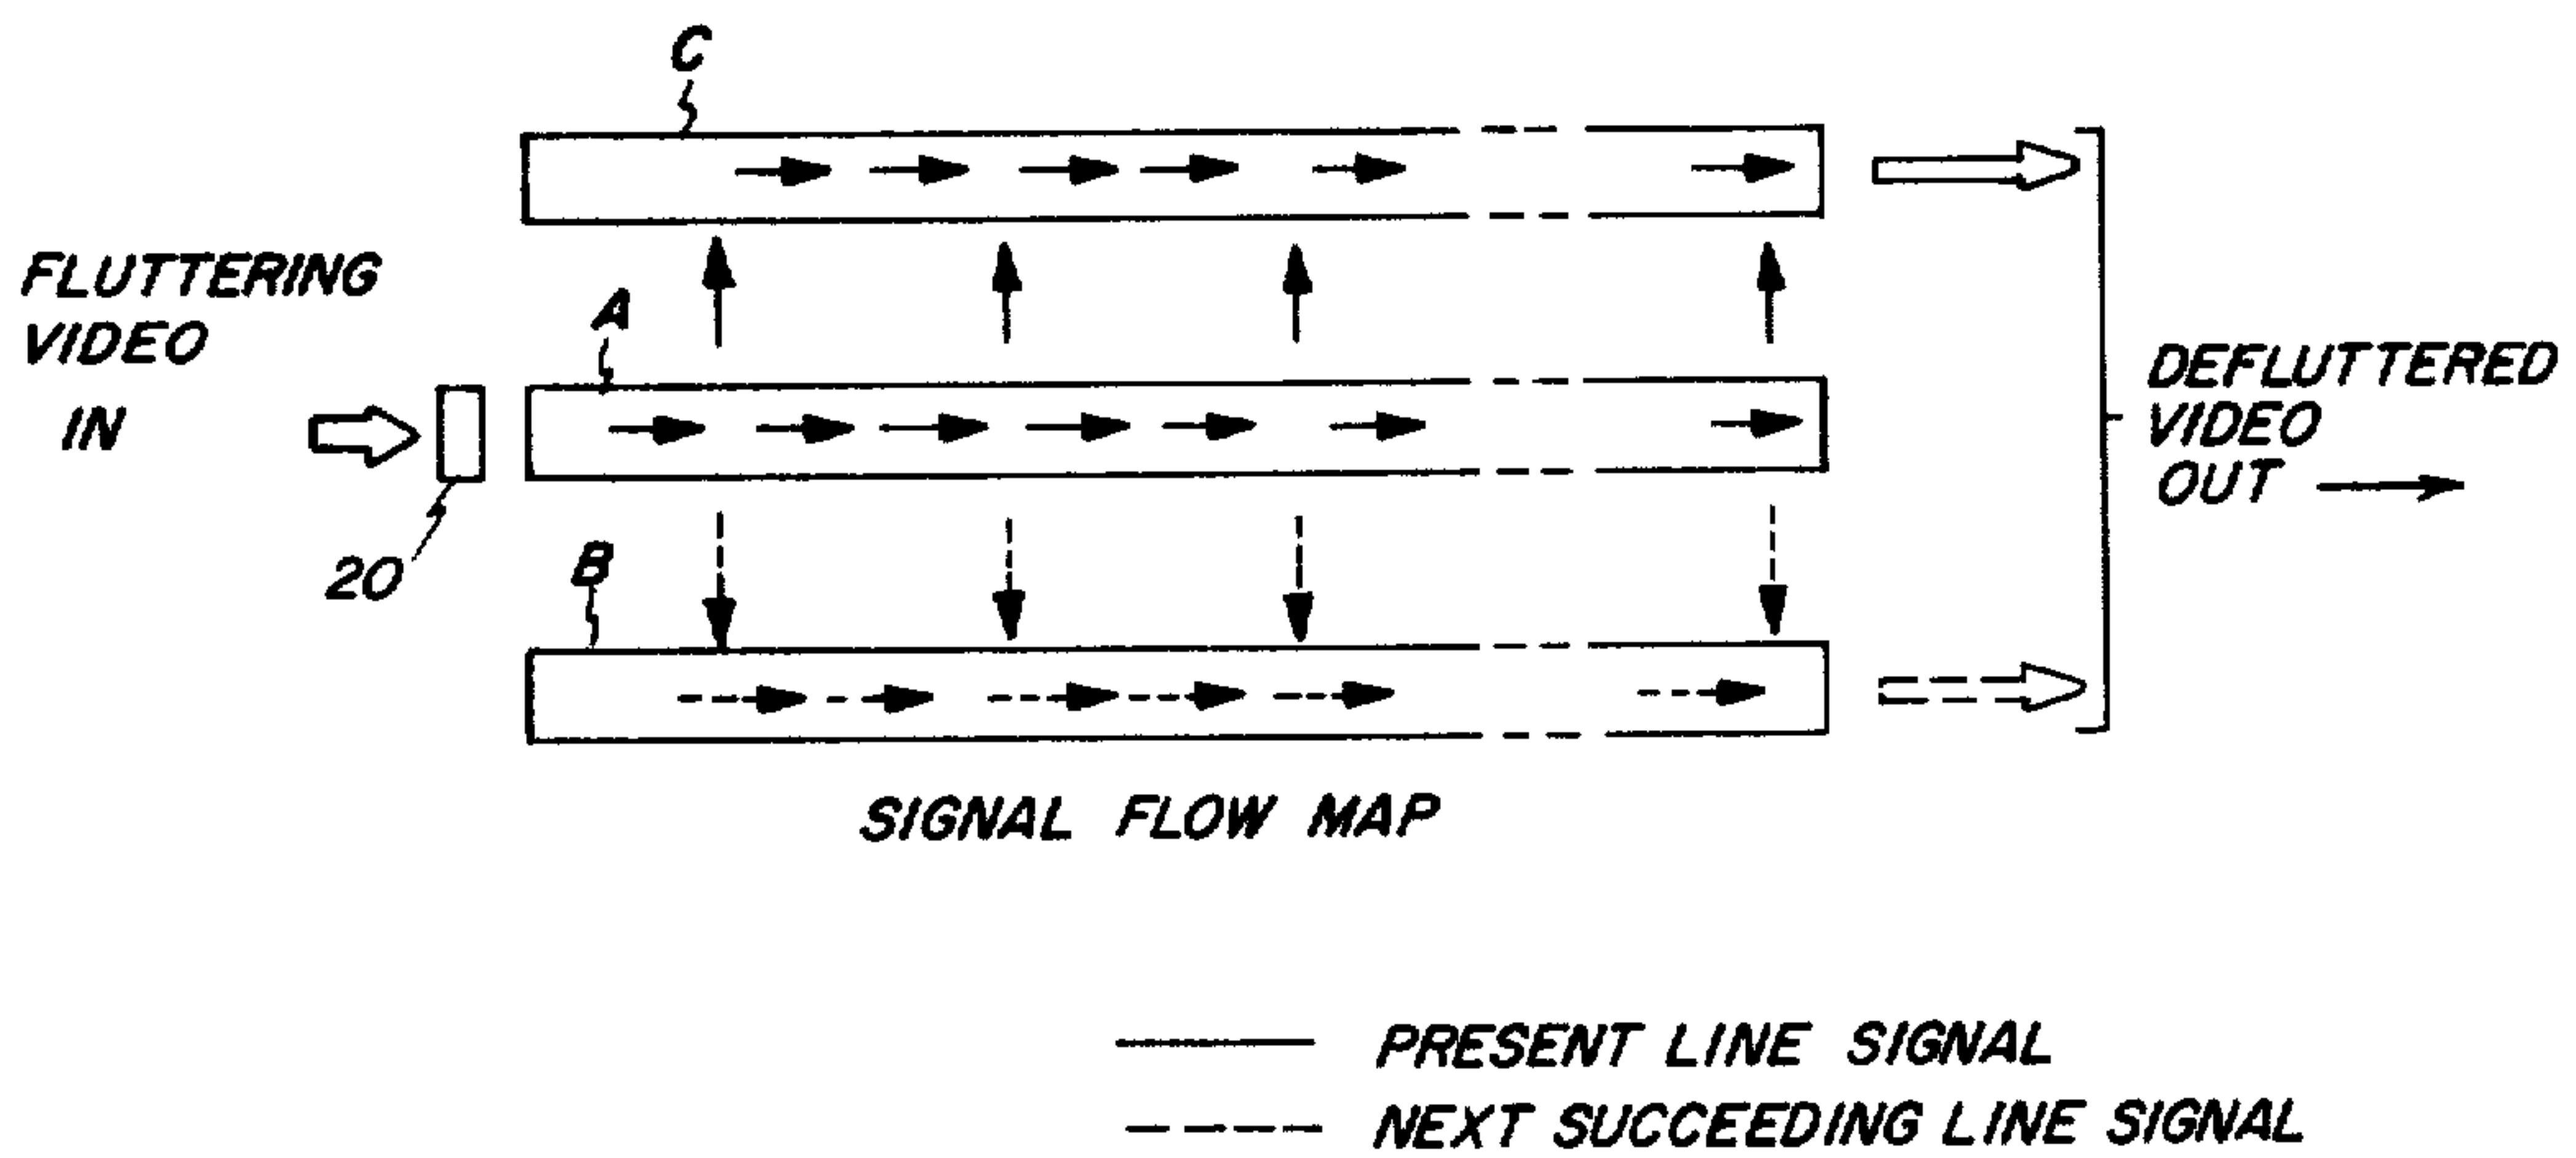 C
FLUTTERING
VIDEO
IN
A
20
B
DEFLUTTERED
VIDEO
OUT
SIGNAL FLOW MAP
PRESENT LINE SIGNAL
NEXT SUCCEEDING LINE SIGNAL